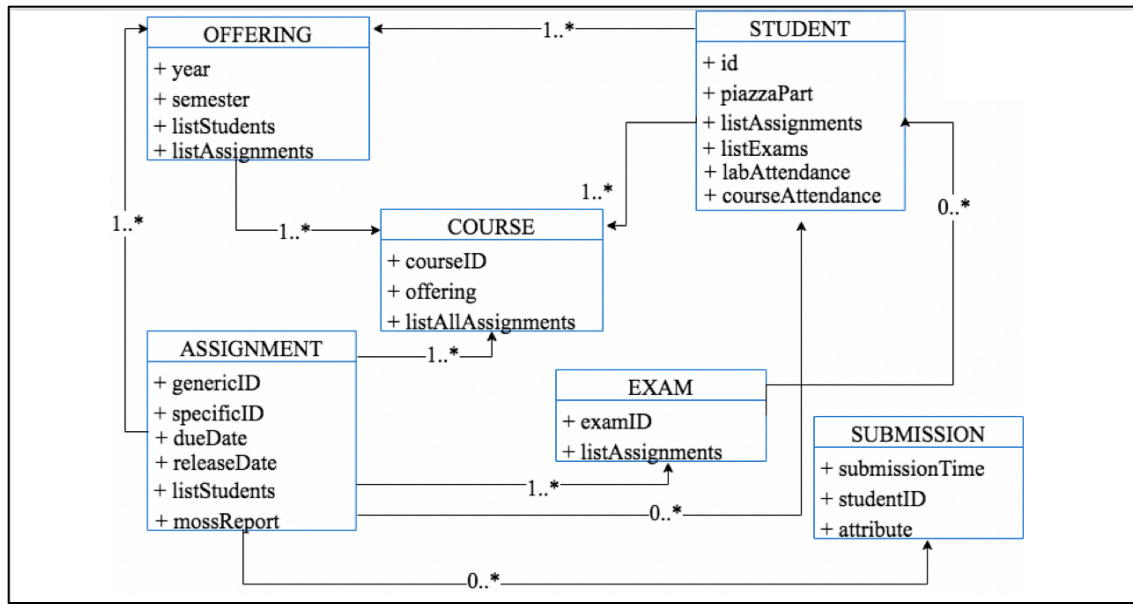 OFFERING
+ year
+ semester
+ listStudents
+ listAssignments
1..*
STUDENT
+ id
+ piazzaPart
+ listAssignments
+ listExams
+ labAttendance
+ courseAttendance
1..*
1..*
1..*
0..*
COURSE
+ courseID
+ offering
+ listAllAssignments
ASSIGNMENT
+ genericID
+ specificID
+ dueDate
+ releaseDate
+ listStudents
+ mossReport
1..*
EXAM
+ examID
+ listAssignments
SUBMISSION
+ submissionTime
+ studentID
+ attribute
1..*
0..*
0..*